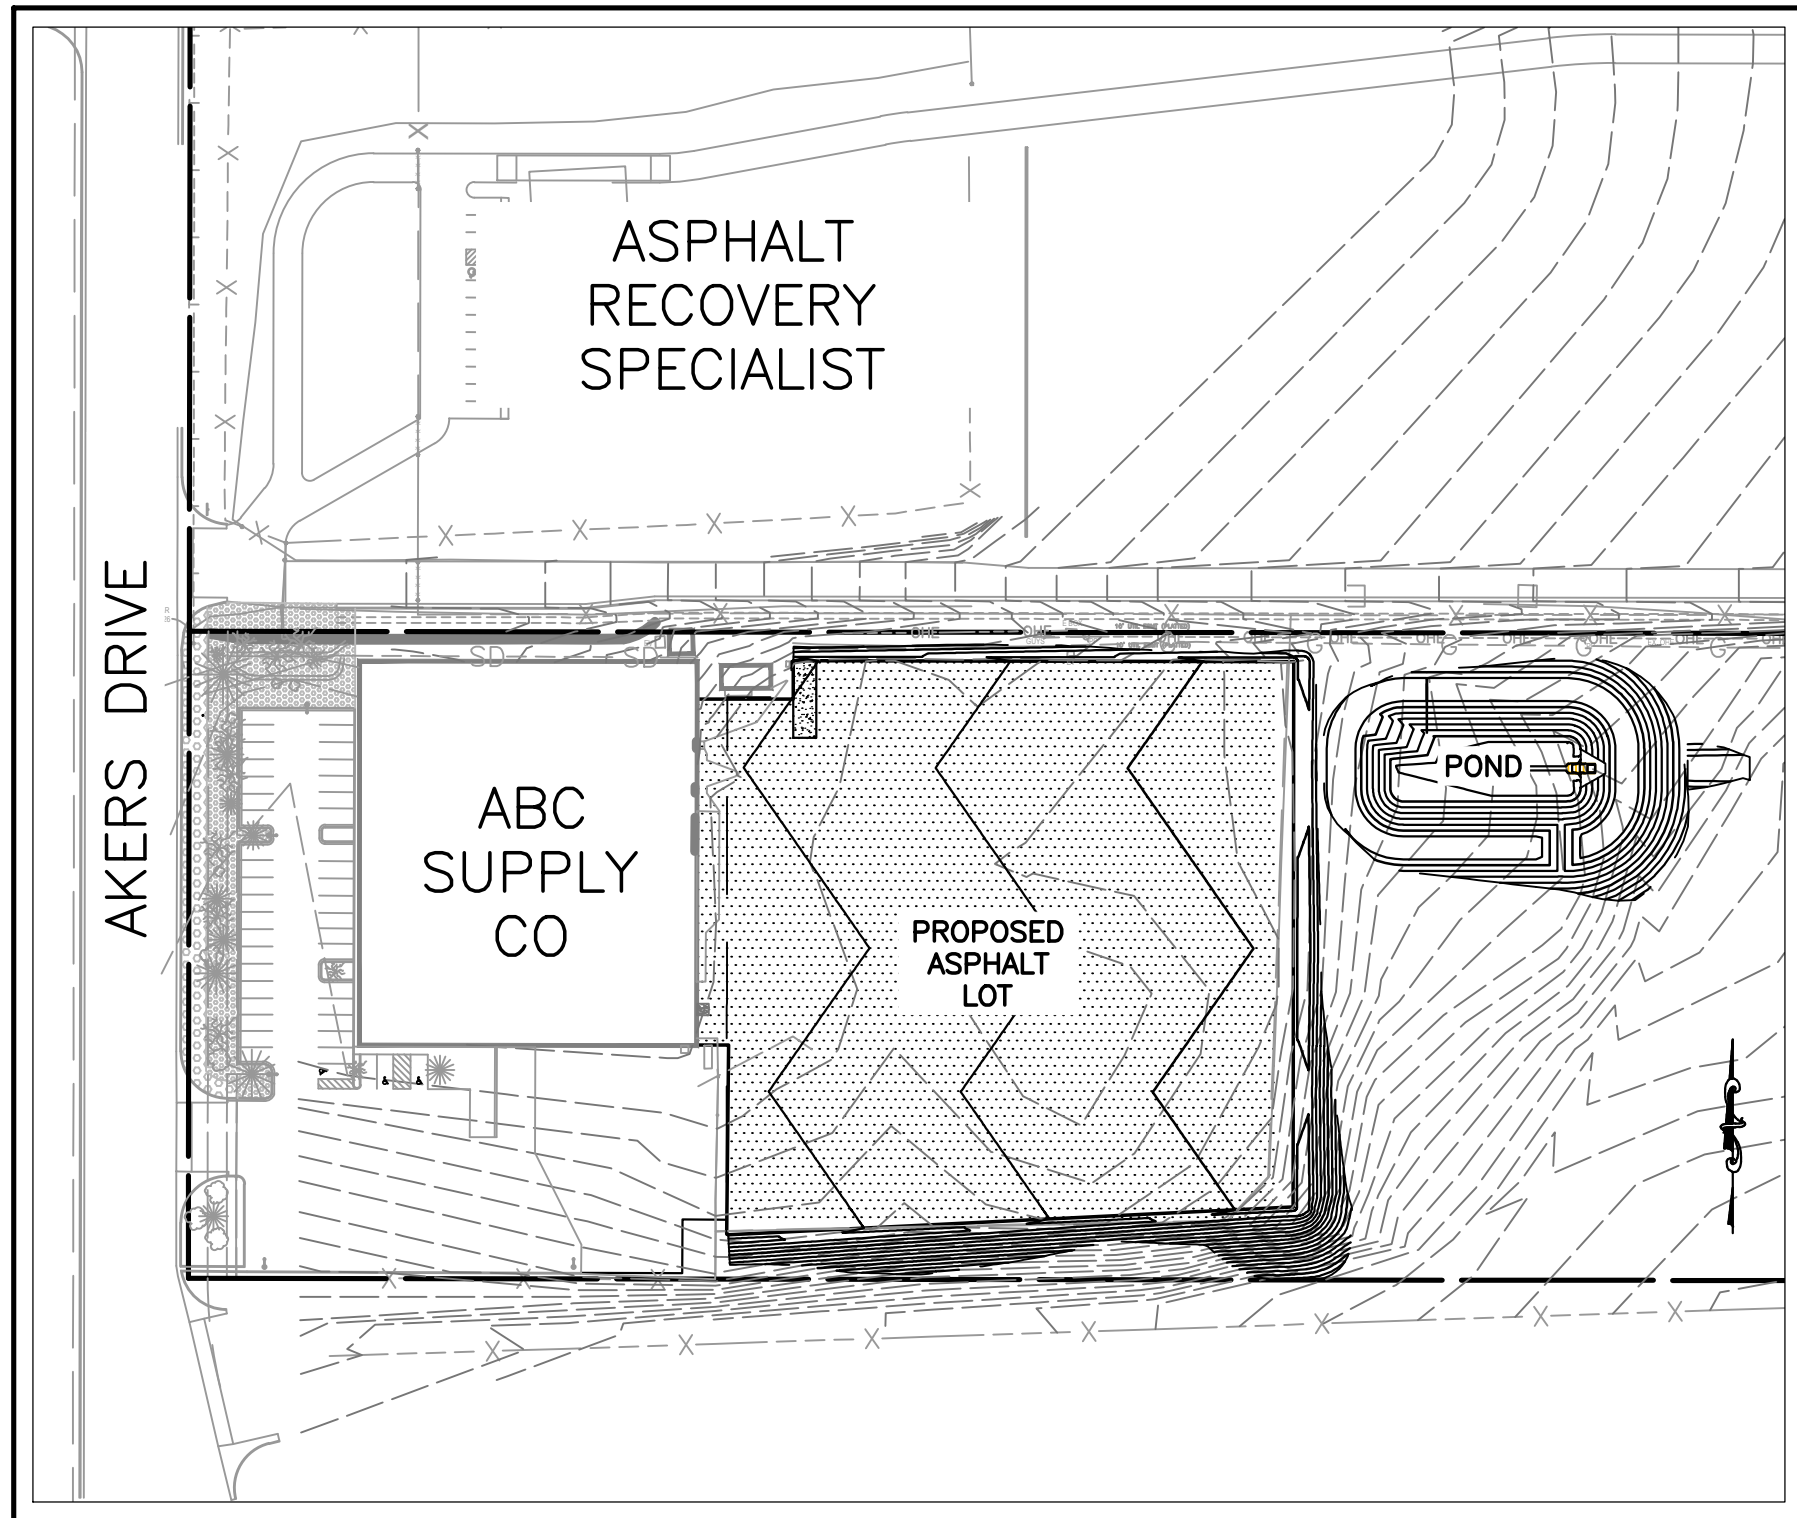 ASPHALT
RECOVERY
SPECIALIST
AKERS DRIVE
SD
SD
OHE
OHE
GUYS
OHE
OHE
G
OHE
G
OHE
G
OHE
G
ABC
SUPPLY
CO
PROPOSED
ASPHALT
LOT
POND